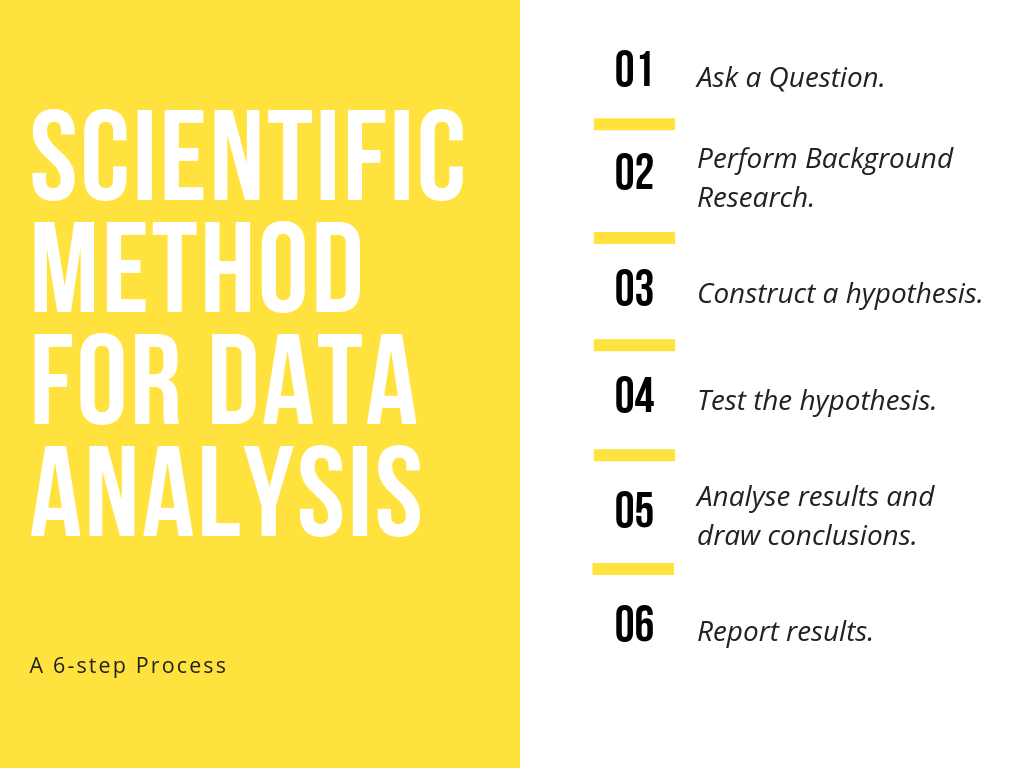 SCIENTIFIC
METHOD
FOR DATA
ANALYSIS
A 6-step Process
01 Ask a Question.
02 Perform Background
Research.
03 Construct a hypothesis.
04 Test the hypothesis.
05 Analyse results and
draw conclusions.
06 Report results.